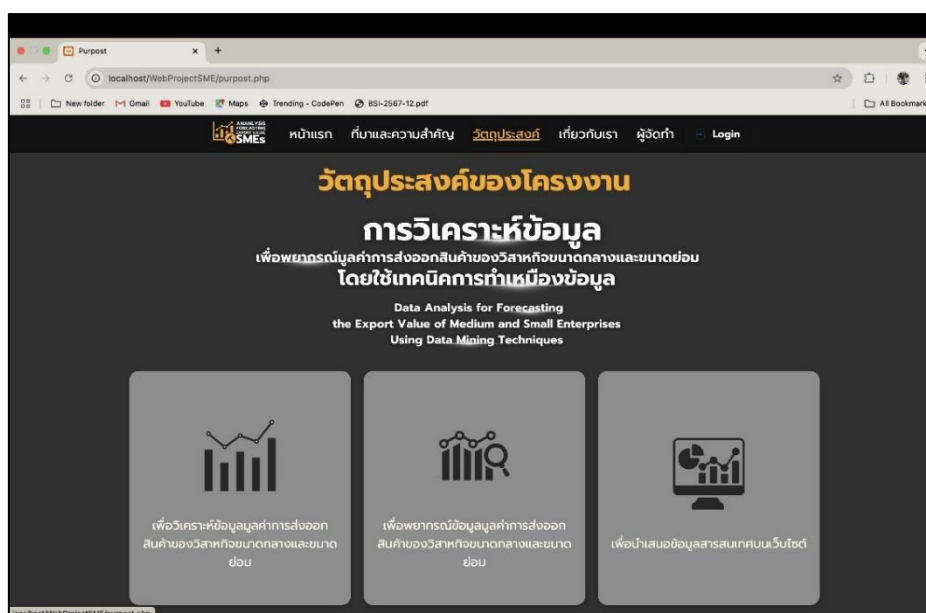 Purpost
localhost/WebProjectSME/purpost.php
New folder Gmail YouTube Maps Trending - CodePen BSI-2567-12.pdf All Bookmark
ANANLYSIS
FORECASTING
EXPORT VALUE
SMEs
หน้าแรก ที่มาและความสำคัญ วัตถุประสงค์ เกี่ยวกับเรา ผู้จัดทำ Login
วัตถุประสงค์ของโครงงาน
การวิเคราะห์ข้อมูล
เพื่อพยากรณ์มูลค่าการส่งออกสินค้าของวิสาหกิจขนาดกลางและขนาดย่อม
โดยใช้เทคนิคการทำเหมืองข้อมูล
Data Analysis for Forecasting
the Export Value of Medium and Small Enterprises
Using Data Mining Techniques
เพื่อวิเคราะห์ข้อมูลมูลค่าการส่งออก
สินค้าของวิสาหกิจขนาดกลางและขนาด
ย่อม
เพื่อพยากรณ์ข้อมูลมูลค่าการส่งออก
สินค้าของวิสาหกิจขนาดกลางและขนาด
ย่อม
เพื่อนำเสนอข้อมูลสารสนเทศบนเว็บไซต์
localhost/WebProjectSME/purpost.php